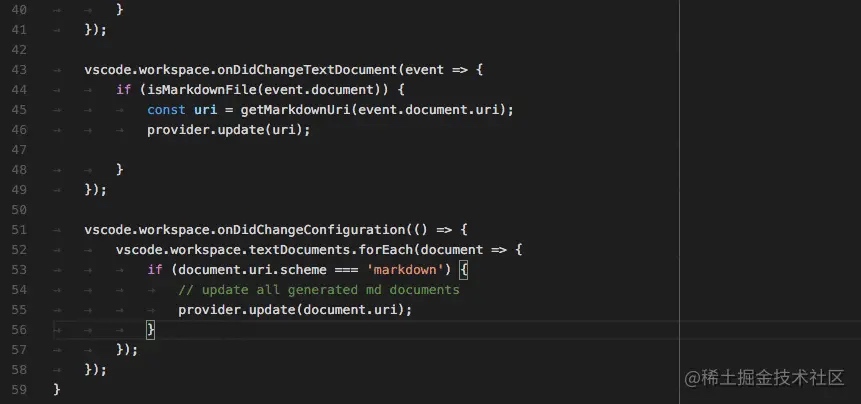 40 }
41 });
42
43 vscode.workspace.onDidChangeTextDocument(event => {
44 if (isMarkdownFile(event.document)) {
45 const uri = getMarkdownUri(event.document.uri);
46 provider.update(uri);
47
48 }
49 });
50
51 vscode.workspace.onDidChangeConfiguration(() => {
52 vscode.workspace.textDocuments.forEach(document => {
53 if (document.uri.scheme === 'markdown') {
54 // update all generated md documents
55 provider.update(document.uri);
56 }
57 });
58 });
59 }
@稀土掘金技术社区